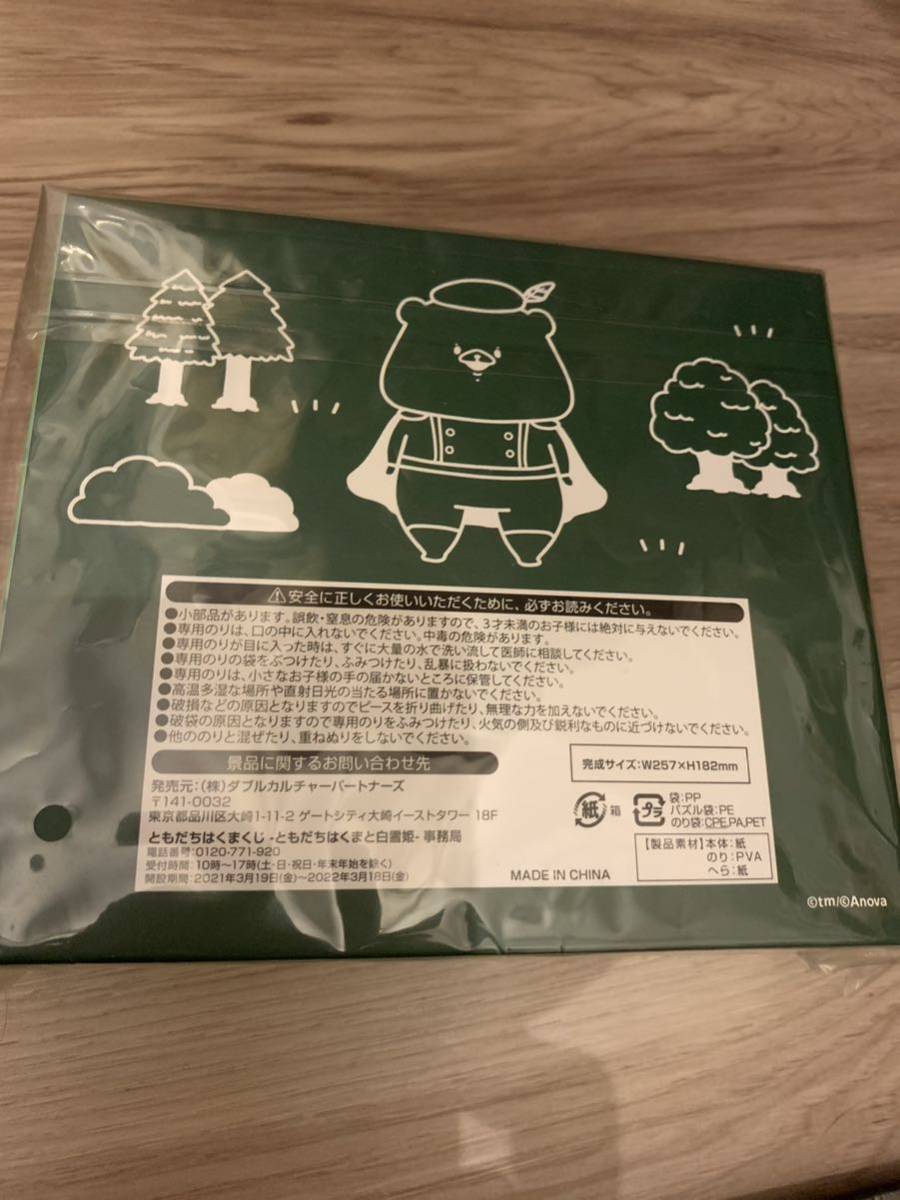 ⚠安全に正しくお使いいただくために、必ずお読みください。
●小部品があります。誤飲・窒息の危険がありますので、3才未満のお子様には絶対に与えないでください。
●専用のりは、口の中に入れないでください。中毒の危険があります。
●専用のりが目に入った時は、すぐに大量の水で洗い流して医師に相談してください。
●専用のりの袋をぶつけたり、ふみつけたり、乱暴に扱わないでください。
●専用のりは、小さなお子様の手の届かないところに保管してください。
●高温多湿な場所や直射日光の当たる場所に置かないでください。
●破損などの原因となりますのでピースを折り曲げたり、無理な力を加えないでください。
●破袋の原因となりますので専用のりをふみつけたり、火気の側及び鋭利なものに近づけないでください。
●他ののりと混ぜたり、重ねぬりをしないでください。
景品に関するお問い合わせ先
発売元:(株)ダブルカルチャーパートナーズ
〒141-0032
東京都品川区大崎1-11-2 ゲートシティ大崎イーストタワー 18F
ともだちはくまくじ -ともだちはくまと白雪姫- 事務局
電話番号:0120-771-920
受付時間:10時〜17時(土・日・祝日・年末年始を除く)
開設期間:2021年3月19日(金)〜2022年3月18日(金)
完成サイズ:W257×H182mm
紙 箱
プラ 袋:PP
パズル袋:PE
のり袋:CPE,PA,PET
【製品素材】本体:紙
のり:PVA
へら:紙
MADE IN CHINA
©tm/©Anova